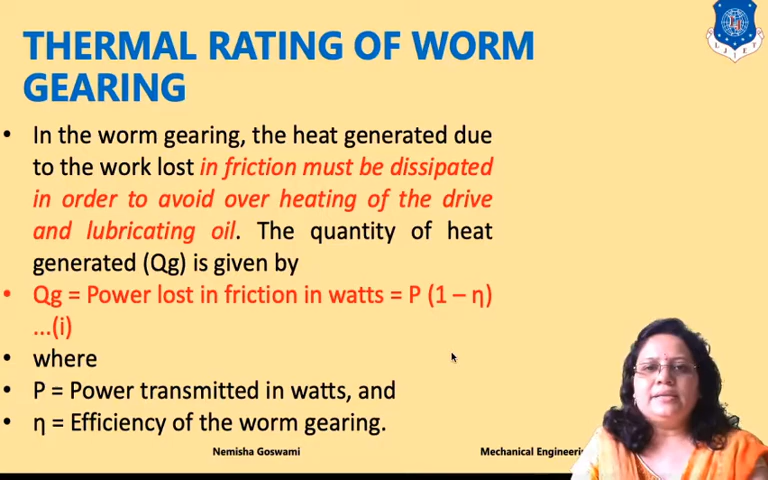 THERMAL RATING OF WORM
GEARING
L J I E T
• In the worm gearing, the heat generated due
to the work lost in friction must be dissipated
in order to avoid over heating of the drive
and lubricating oil. The quantity of heat
generated (Qg) is given by
• Qg = Power lost in friction in watts = P (1 – η)
...(i)
• where
• P = Power transmitted in watts, and
• η = Efficiency of the worm gearing.
Nemisha Goswami
Mechanical Engineerin